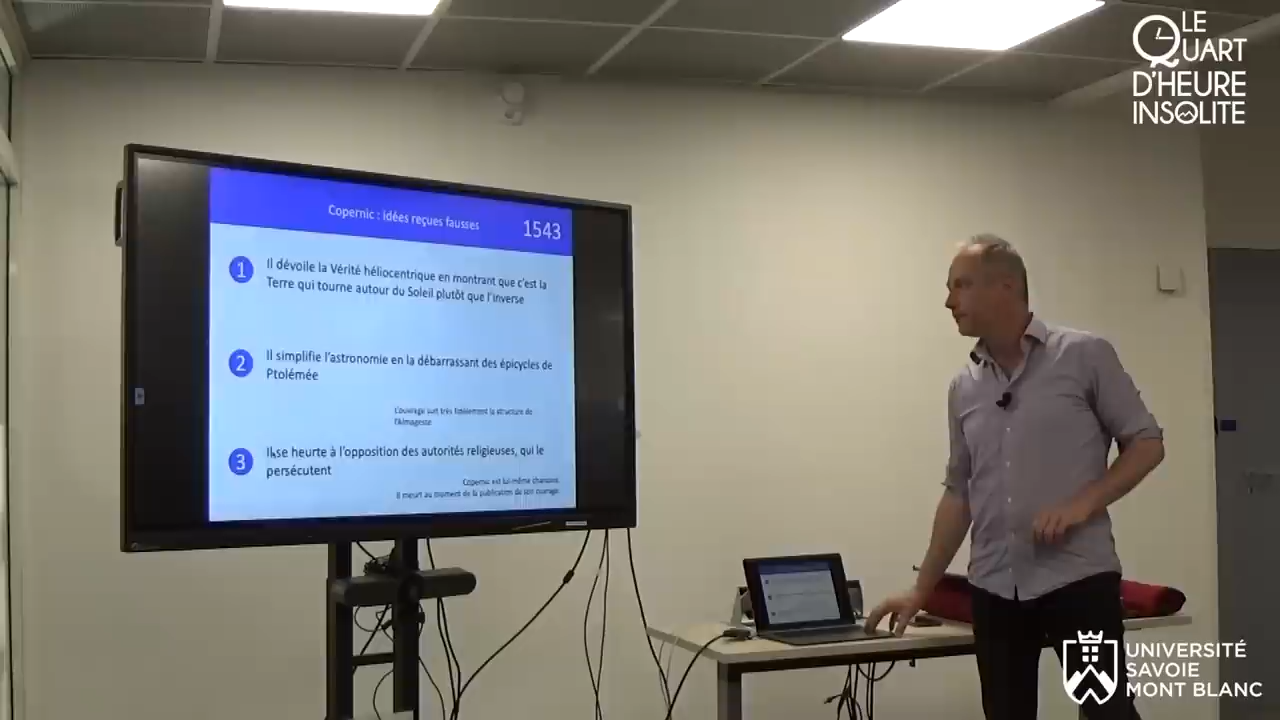 LE
QUART
D'HEURE
INSOLITE
Copernic : Idées reçues fausses
1543
1
Il dévoile la Vérité héliocentrique en montrant que c'est la
Terre qui tourne autour du Soleil plutôt que l'inverse
2
Il simplifie l'astronomie en la débarrassant des épicycles de
Ptolémée
L'ouvrage suit très fidèlement la structure de
l'Almageste
3
Il se heurte à l'opposition des autorités religieuses, qui le
persécutent
Copernic est lui-même chanoine.
Il meurt au moment de la publication de son ouvrage.
UNIVERSITÉ
SAVOIE
MONT BLANC